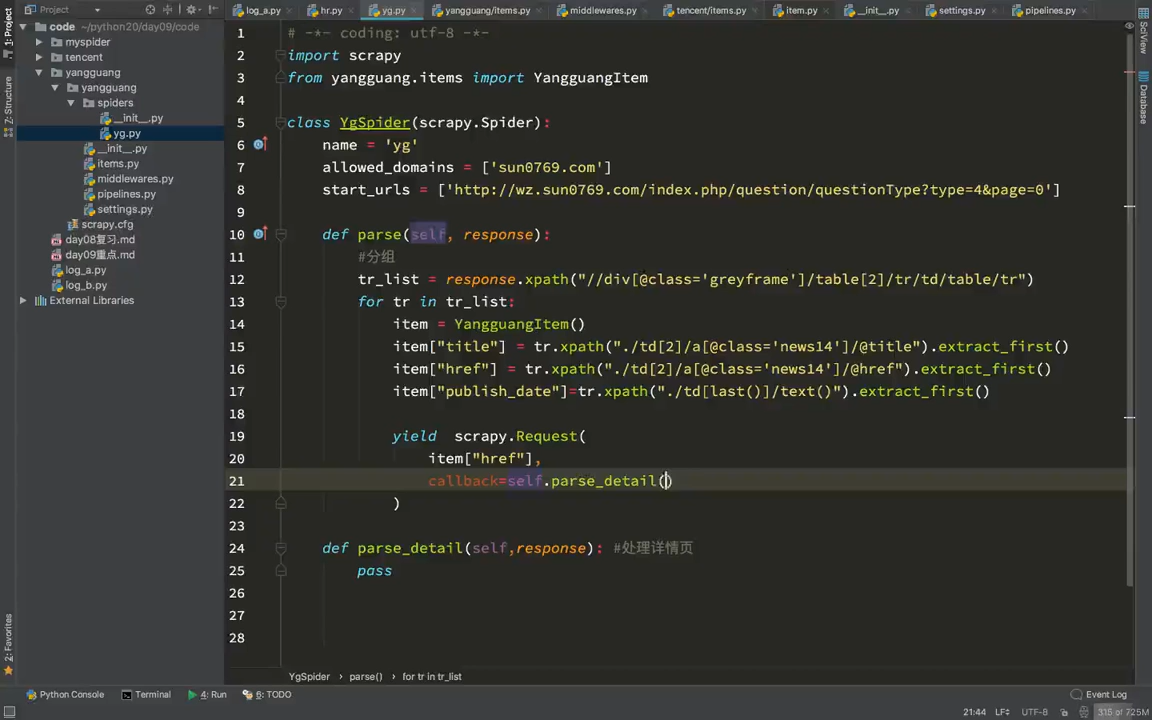 Project
log_a.py
hr.py
yg.py
yangguang/items.py
middlewares.py
tencent/items.py
item.py
__init__.py
settings.py
pipelines.py
1: Project
Z: Structure
2: Favorites
SciView
Database
code ~/python20/day09/code
myspider
tencent
yangguang
yangguang
spiders
__init__.py
yg.py
__init__.py
items.py
middlewares.py
pipelines.py
settings.py
scrapy.cfg
day08复习.md
day09重点.md
log_a.py
log_b.py
External Libraries
1 # -*- coding: utf-8 -*-
2 import scrapy
3 from yangguang.items import YangguangItem
4
5 class YgSpider(scrapy.Spider):
6 name = 'yg'
7 allowed_domains = ['sun0769.com']
8 start_urls = ['http://wz.sun0769.com/index.php/question/questionType?type=4&page=0']
9
10 def parse(self, response):
11 #分组
12 tr_list = response.xpath("//div[@class='greyframe']/table[2]/tr/td/table/tr")
13 for tr in tr_list:
14 item = YangguangItem()
15 item["title"] = tr.xpath("./td[2]/a[@class='news14']/@title").extract_first()
16 item["href"] = tr.xpath("./td[2]/a[@class='news14']/@href").extract_first()
17 item["publish_date"]=tr.xpath("./td[last()]/text()").extract_first()
18
19 yield scrapy.Request(
20 item["href"],
21 callback=self.parse_detail()
22 )
23
24 def parse_detail(self,response): #处理详情页
25 pass
26
27
28
YgSpider › parse() › for tr in tr_list
Python Console
Terminal
4: Run
6: TODO
Event Log
21:44 LF÷ UTF-8 315 of 725M